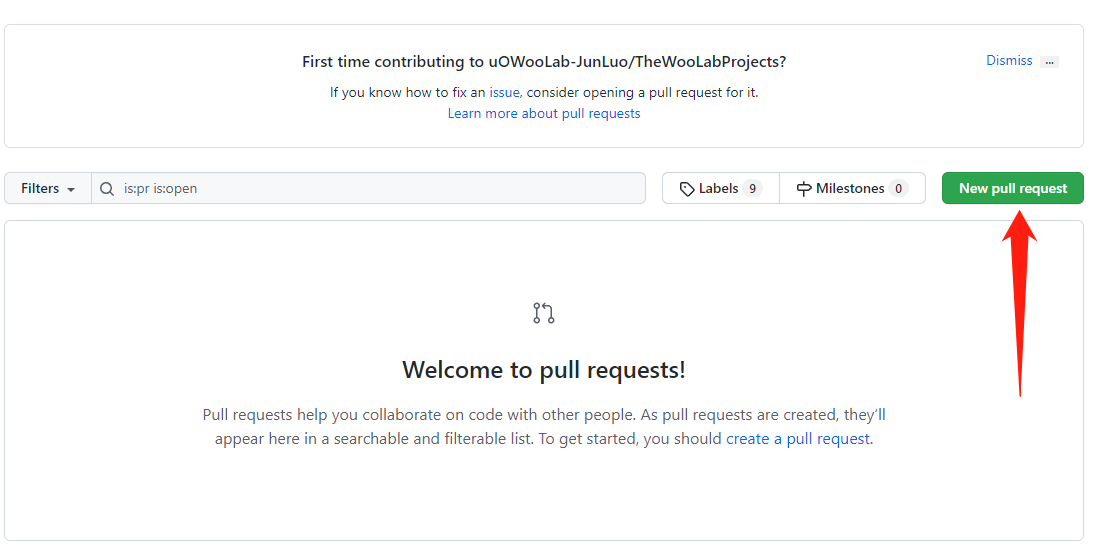 First time contributing to uOWooLab-JunLuo/TheWooLabProjects?
Dismiss ...
If you know how to fix an issue, consider opening a pull request for it.
Learn more about pull requests
Filters is:pr is:open Labels 9 Milestones 0 New pull request
Welcome to pull requests!
Pull requests help you collaborate on code with other people. As pull requests are created, they’ll
appear here in a searchable and filterable list. To get started, you should create a pull request.